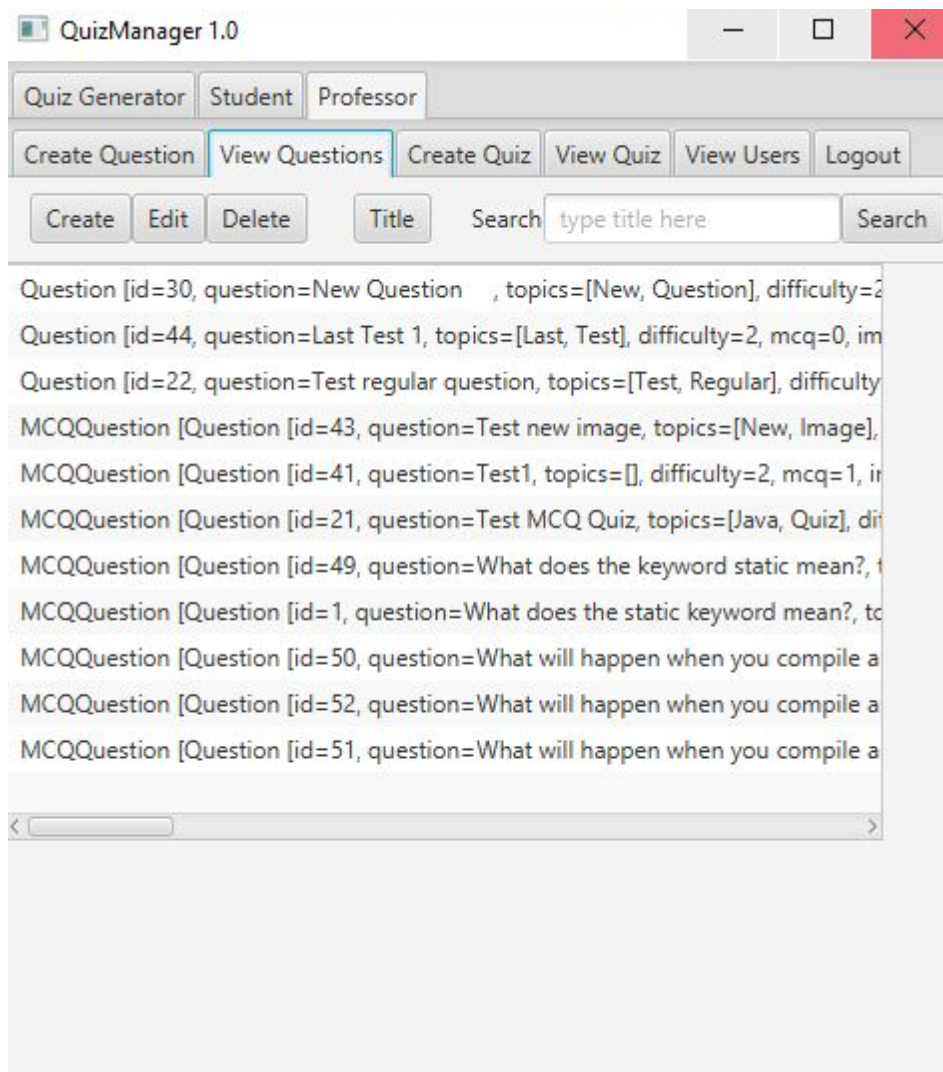 QuizManager 1.0
Quiz Generator Student Professor
Create Question View Questions Create Quiz View Quiz View Users Logout
Create Edit Delete Title Search type title here Search
Question [id=30, question=New Question , topics=[New, Question], difficulty=2
Question [id=44, question=Last Test 1, topics=[Last, Test], difficulty=2, mcq=0, im
Question [id=22, question=Test regular question, topics=[Test, Regular], difficulty
MCQQuestion [Question [id=43, question=Test new image, topics=[New, Image],
MCQQuestion [Question [id=41, question=Test1, topics=[], difficulty=2, mcq=1, i
MCQQuestion [Question [id=21, question=Test MCQ Quiz, topics=[Java, Quiz], di
MCQQuestion [Question [id=49, question=What does the keyword static mean?,
MCQQuestion [Question [id=1, question=What does the static keyword mean?, to
MCQQuestion [Question [id=50, question=What will happen when you compile a
MCQQuestion [Question [id=52, question=What will happen when you compile a
MCQQuestion [Question [id=51, question=What will happen when you compile a